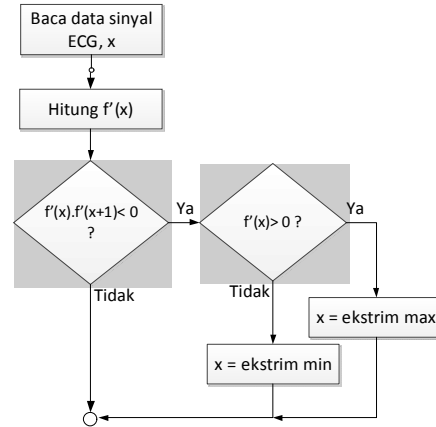 Baca data sinyal
ECG, x
Hitung f’(x)
f’(x).f’(x+1)< 0
?
Ya
f’(x)> 0 ?
Ya
Tidak
Tidak
x = ekstrim max
x = ekstrim min